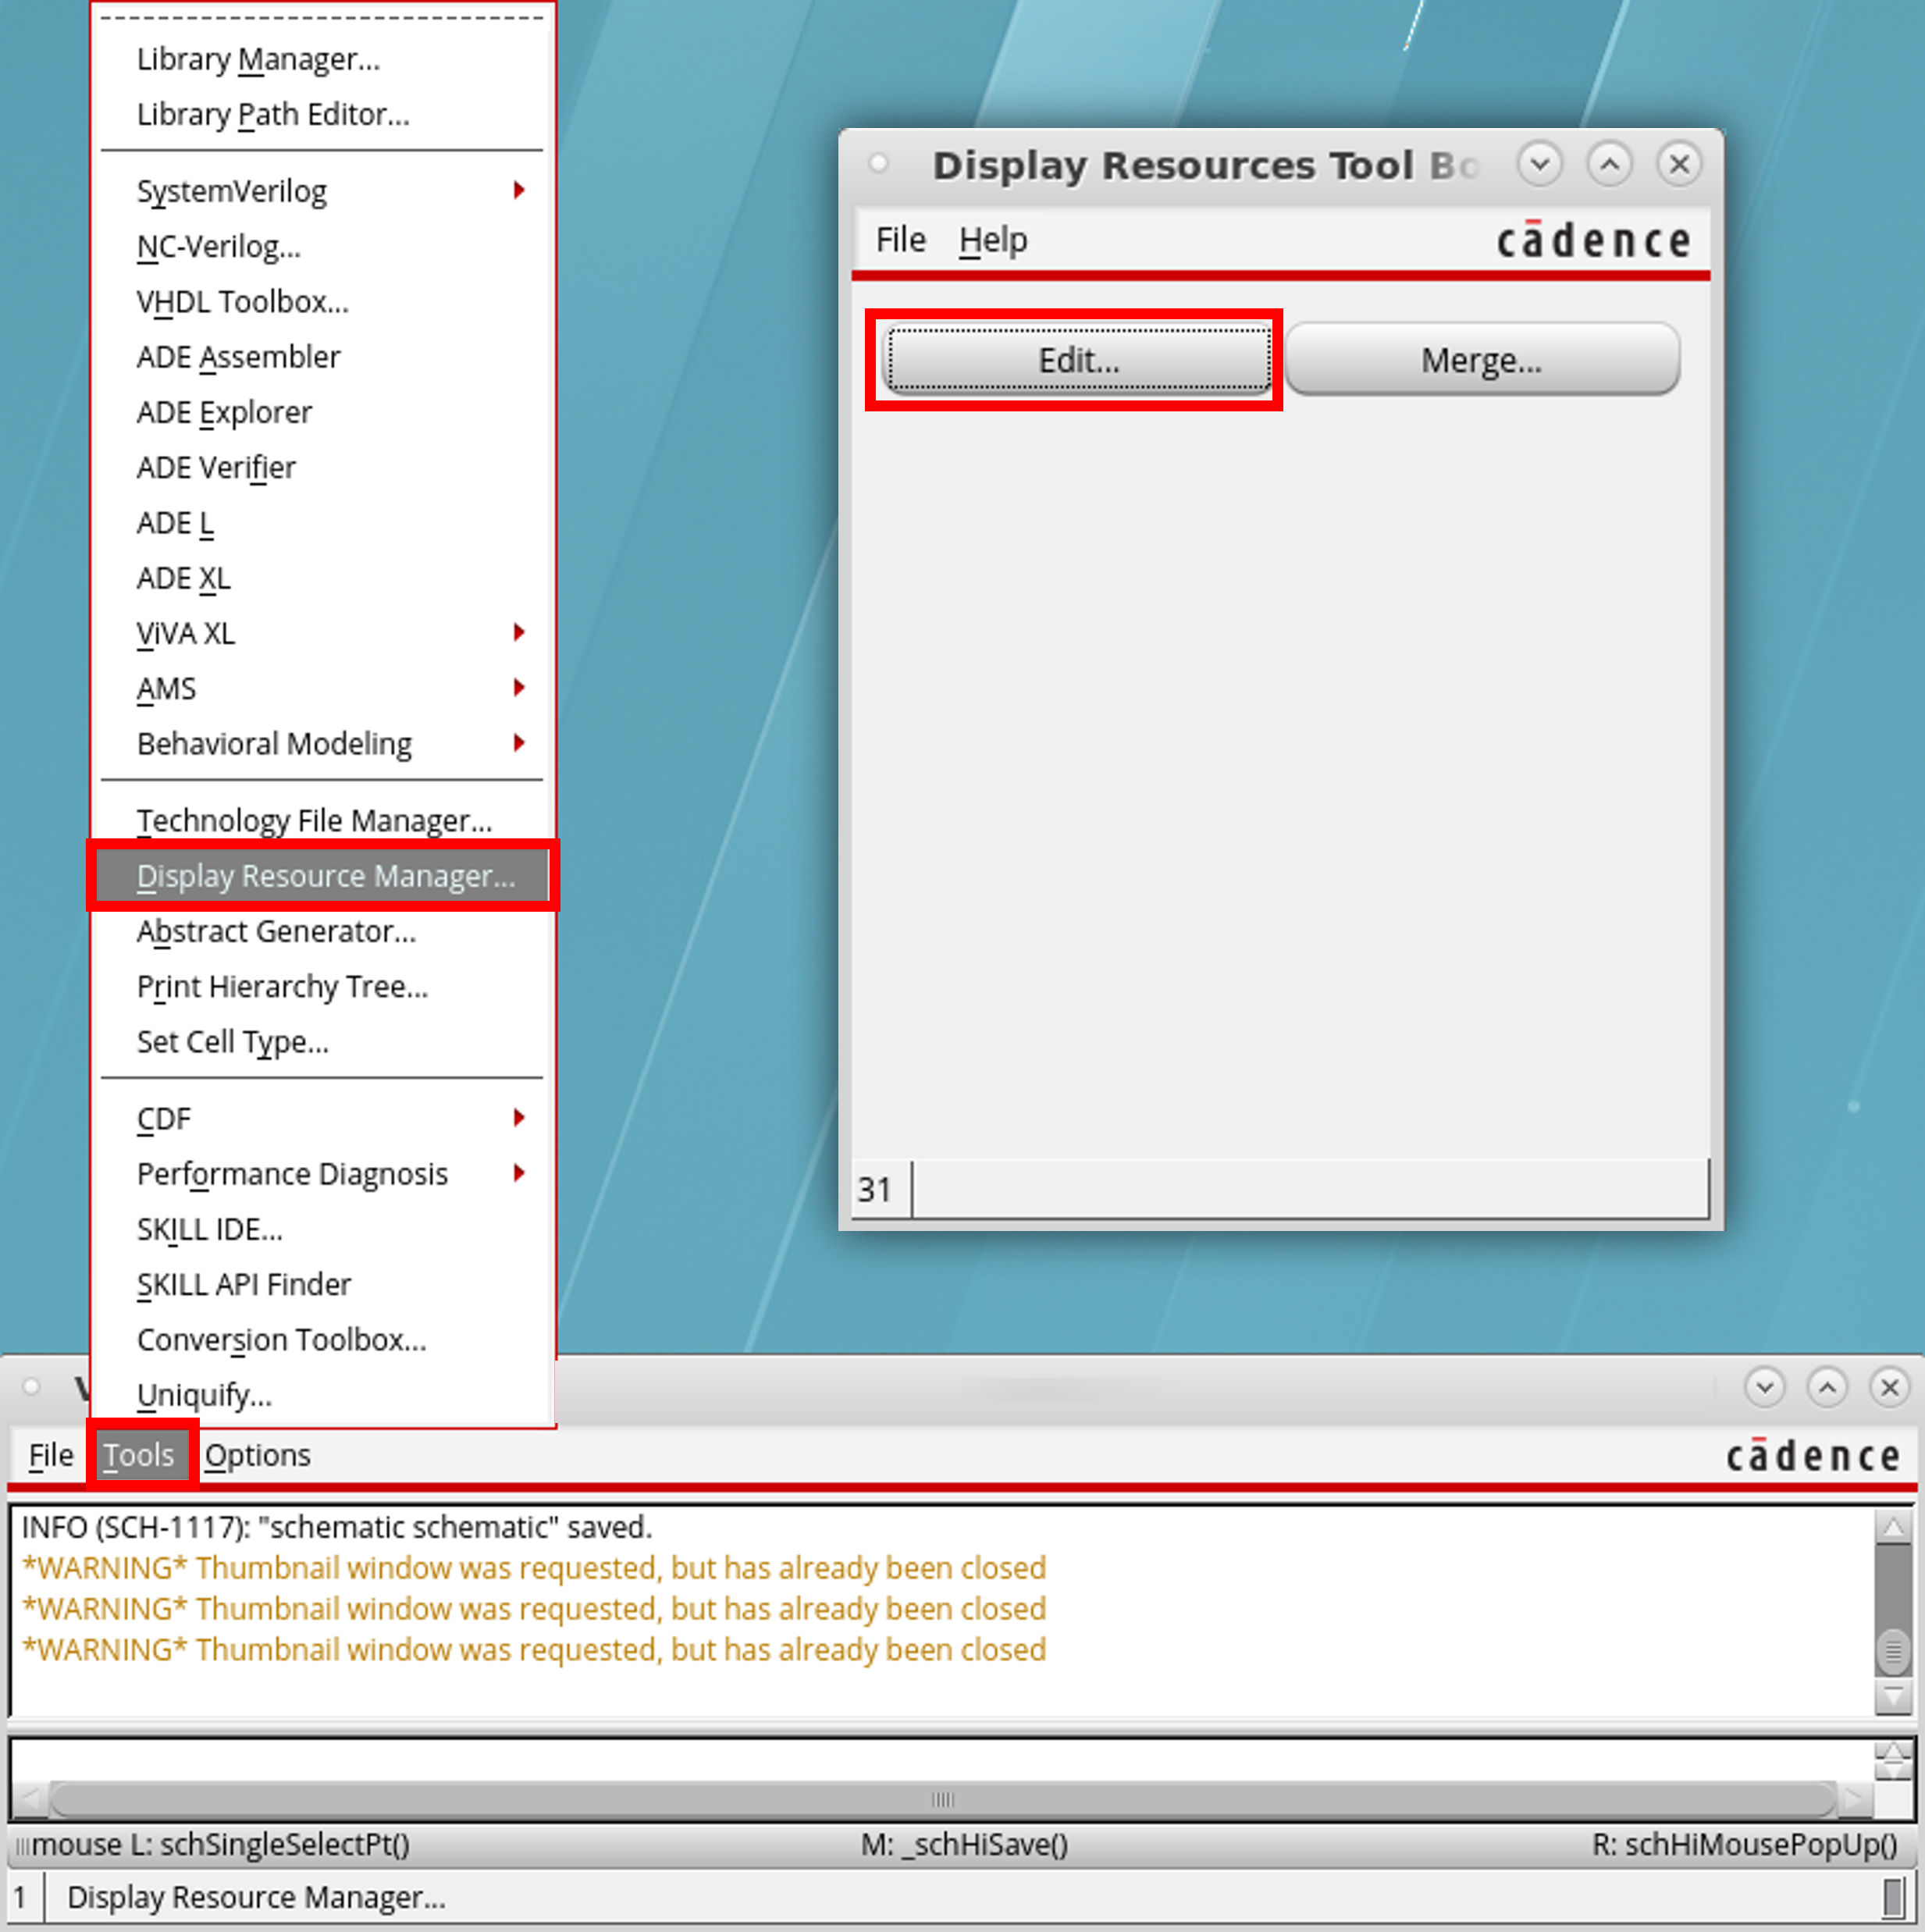 Library Manager...
Library Path Editor...
SystemVerilog
NC-Verilog...
VHDL Toolbox...
ADE Assembler
ADE Explorer
ADE Verifier
ADE L
ADE XL
ViVA XL
AMS
Behavioral Modeling
Technology File Manager...
Display Resource Manager...
Abstract Generator...
Print Hierarchy Tree...
Set Cell Type...
CDF
Performance Diagnosis
SKILL IDE...
SKILL API Finder
Conversion Toolbox...
Uniquify...
Display Resources Tool Bo
File Help cādence
Edit... Merge...
31
File Tools Options cādence
INFO (SCH-1117): "schematic schematic" saved.
*WARNING* Thumbnail window was requested, but has already been closed
*WARNING* Thumbnail window was requested, but has already been closed
*WARNING* Thumbnail window was requested, but has already been closed
mouse L: schSingleSelectPt() M: _schHiSave() R: schHiMousePopUp()
1 Display Resource Manager...